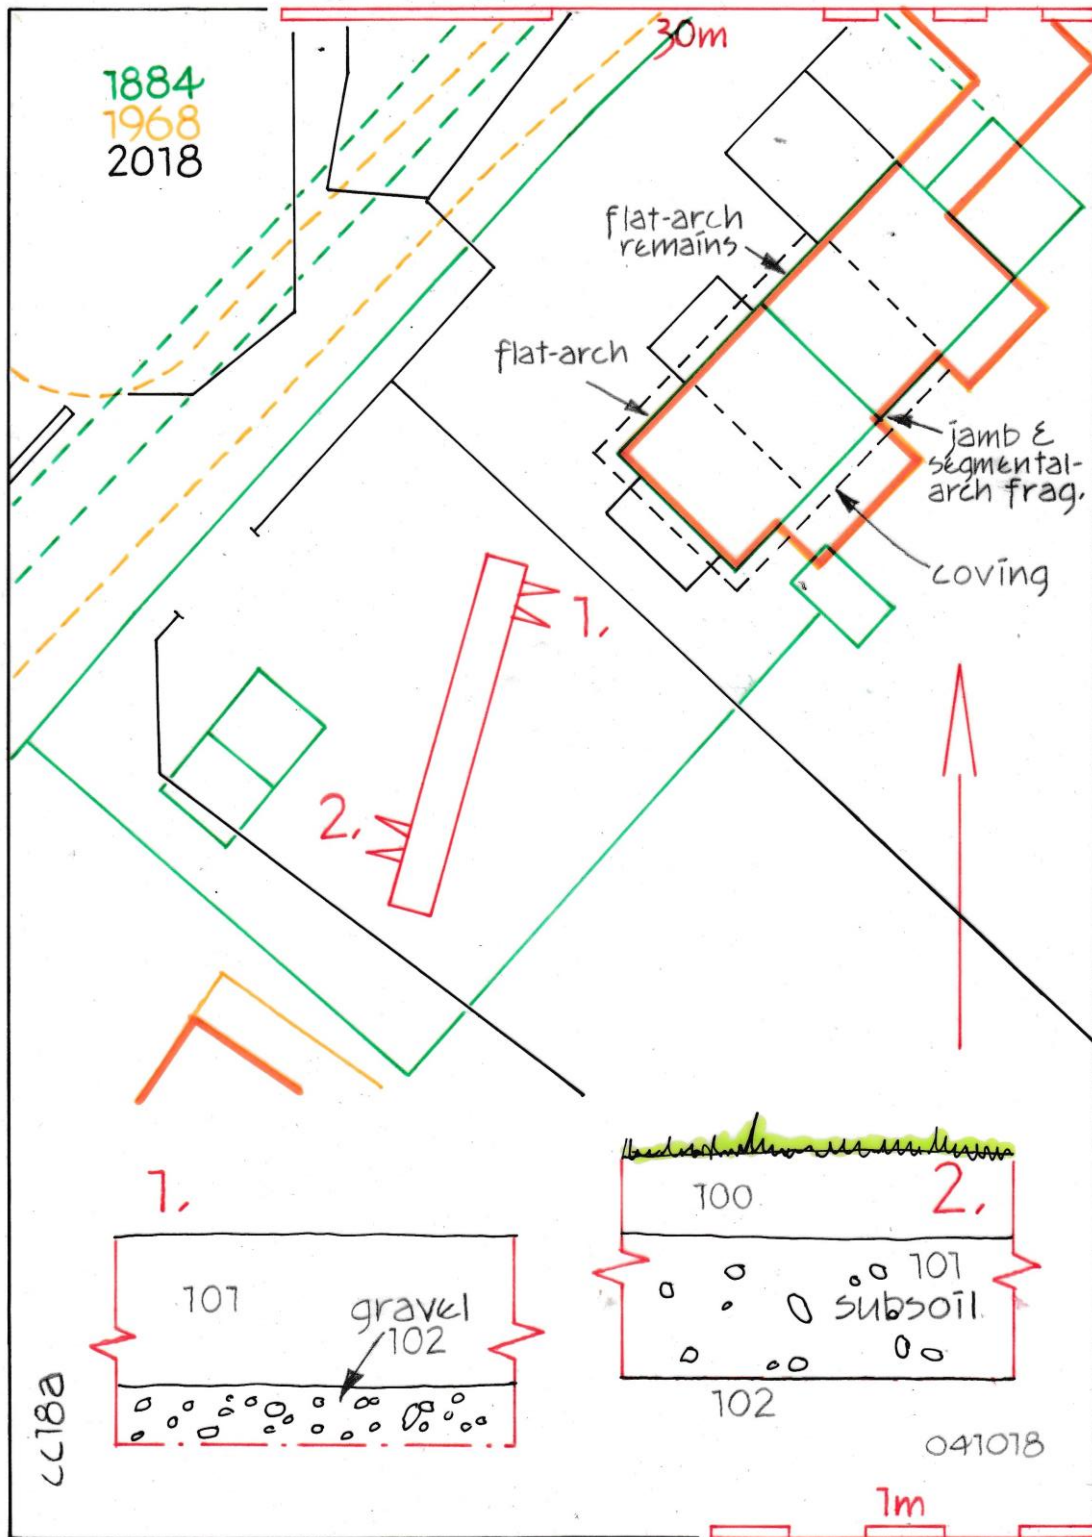 30m
1884
1968
2018
flat-arch
remains
flat-arch
jamb &
segmental-
arch frag.
coving
1.
2.
1.
101
gravel
102
100
2.
101
subsoil
102
cc18a
041018
1m